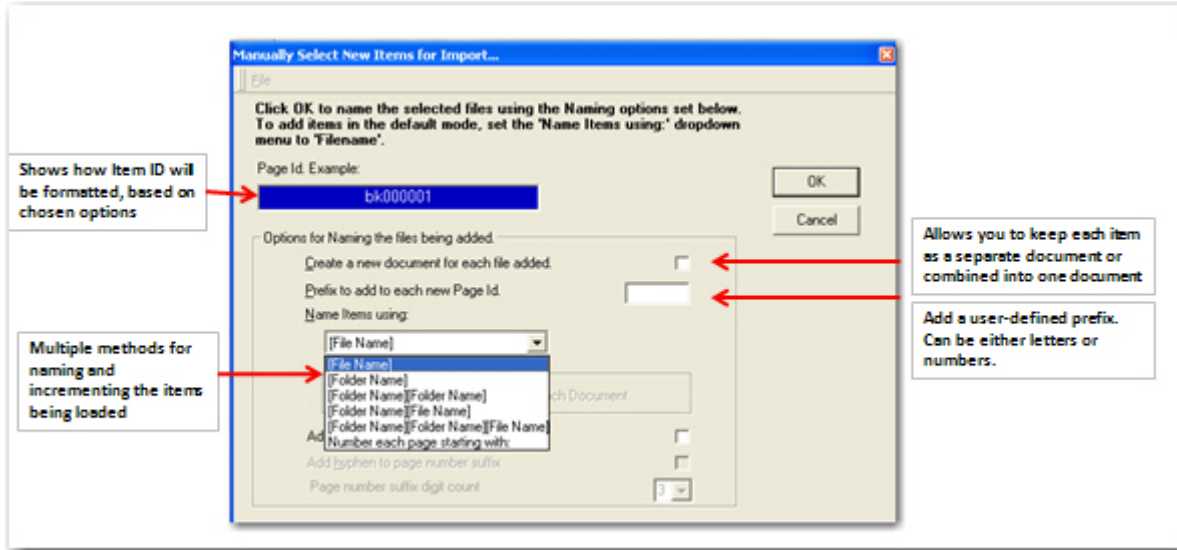 Manually Select New Items for Import...
File
Click OK to name the selected files using the Naming options set below.
To add items in the default mode, set the 'Name Items using:' dropdown
menu to 'Filename'.
Shows how Item ID will
be formatted, based on
chosen options
Page Id. Example:
bk000001
OK
Cancel
Options for Naming the files being added.
Create a new document for each file added.
Prefix to add to each new Page Id.
Name Items using:
Allows you to keep each item
as a separate document or
combined into one document
Add a user-defined prefix.
Can be either letters or
numbers.
Multiple methods for
naming and
incrementing the items
being loaded
[File Name]
[File Name]
[Folder Name]
[Folder Name][Folder Name]
[Folder Name][File Name]
[Folder Name][Folder Name][File Name]
Number each page starting with:
ch Document
Ad
Add hyphen to page number suffix
Page number suffix digit count
3